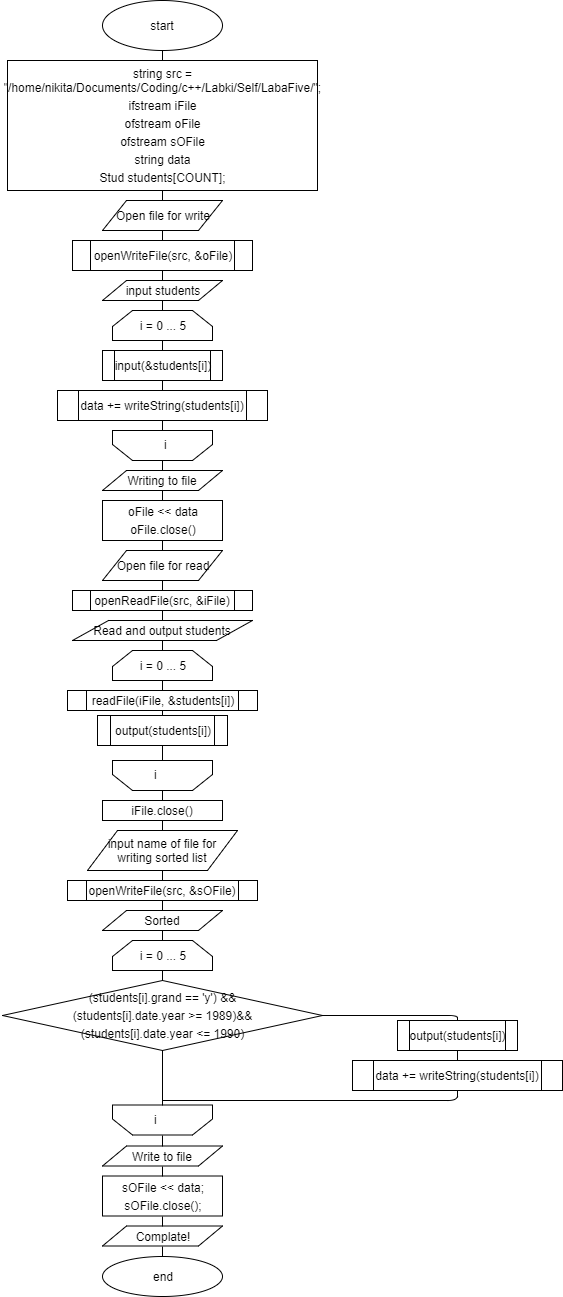 start
string src =
"/home/nikita/Documents/Coding/c++/Labki/Self/LabaFive/";
ifstream iFile
ofstream oFile
ofstream sOFile
string data
Stud students[COUNT];
Open file for write
openWriteFile(src, &oFile)
input students
i = 0 ... 5
input(&students[i])
data += writeString(students[i])
i
Writing to file
oFile << data
oFile.close()
Open file for read
openReadFile(src, &iFile)
Read and output students
i = 0 ... 5
readFile(iFile, &students[i])
output(students[i])
i
iFile.close()
input name of file for
writing sorted list
openWriteFile(src, &sOFile)
Sorted
i = 0 ... 5
(students[i].grand == 'y') &&
(students[i].date.year >= 1989)&&
(students[i].date.year <= 1990)
output(students[i])
data += writeString(students[i])
i
Write to file
sOFile << data;
sOFile.close();
Complate!
end